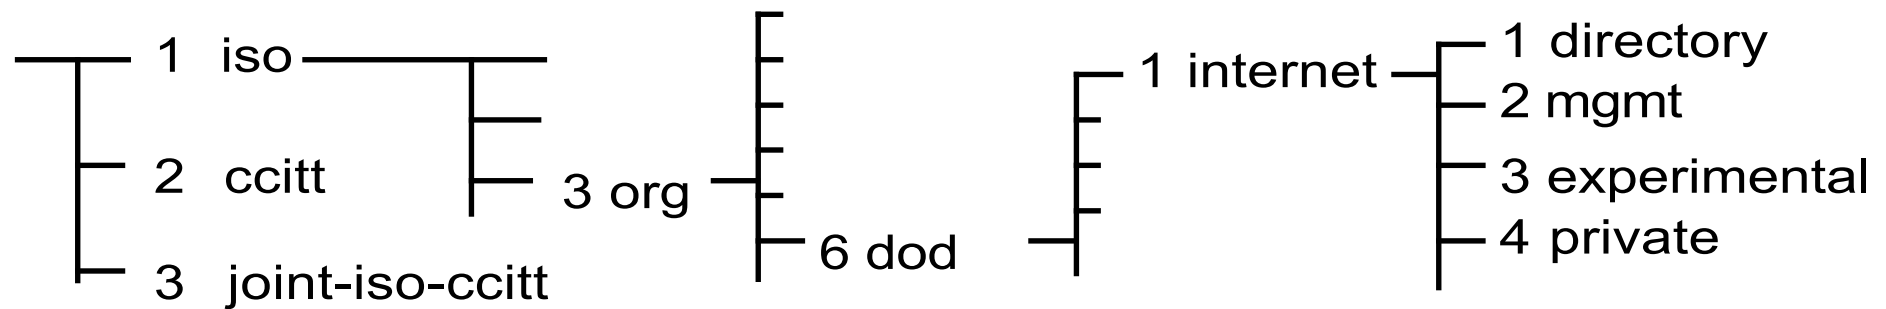 1 iso
2 ccitt
3 joint-iso-ccitt
3 org
6 dod
1 internet
1 directory
2 mgmt
3 experimental
4 private